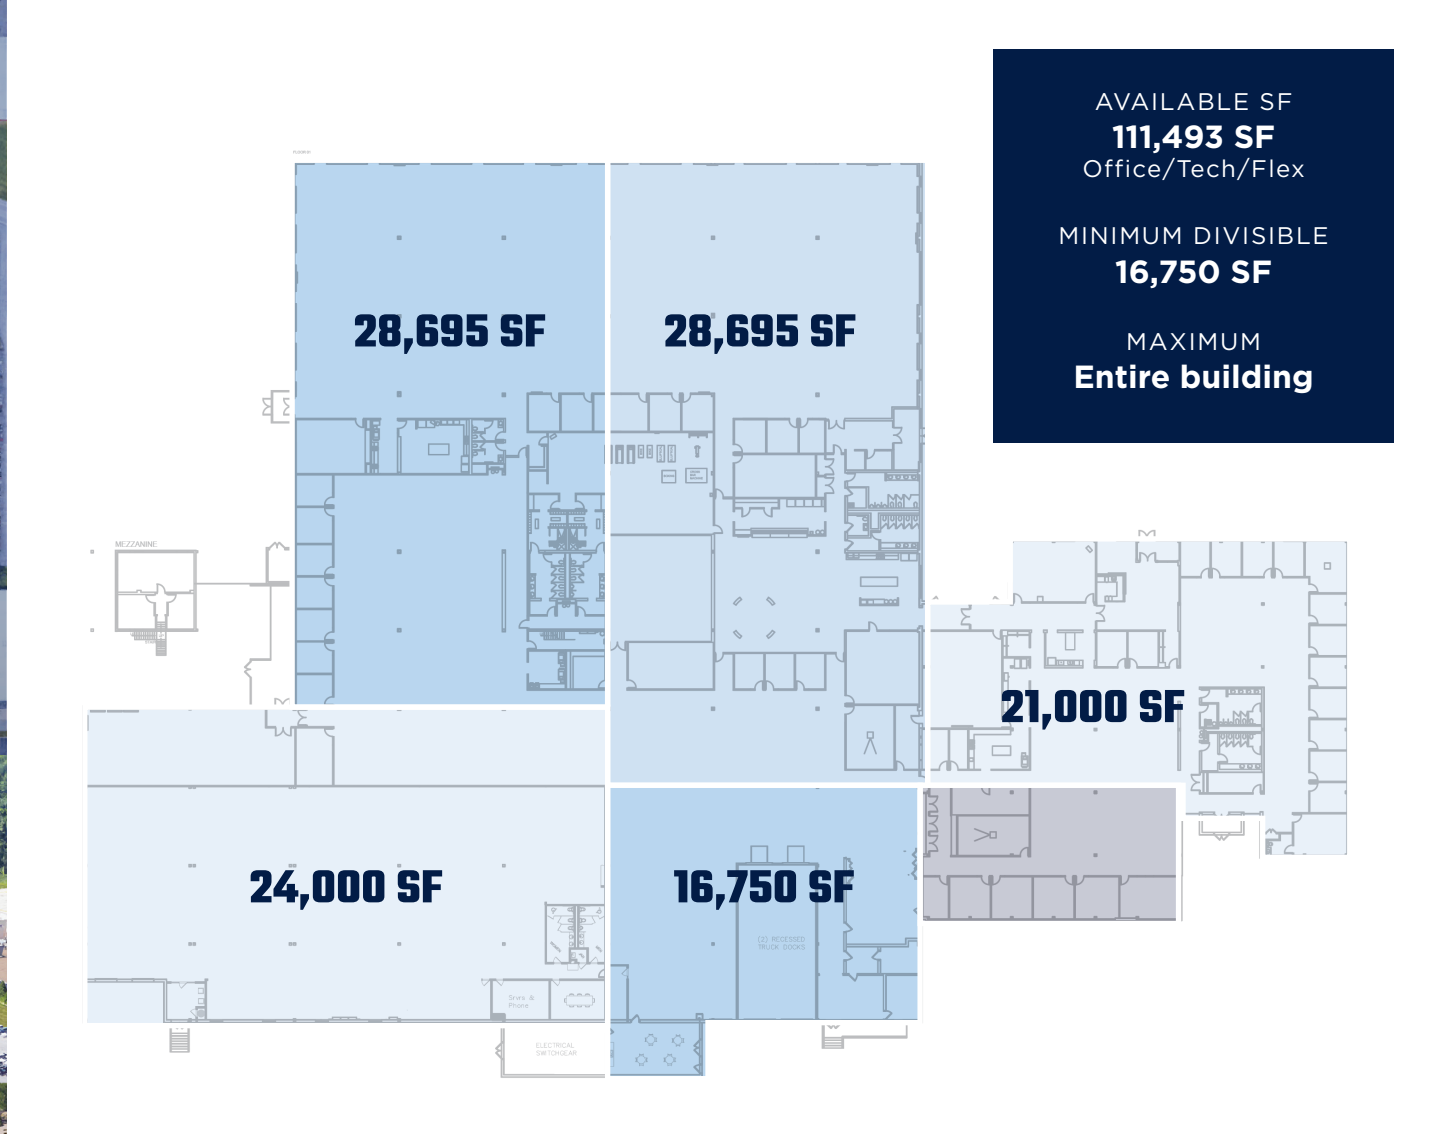 AVAILABLE SF
111,493 SF
Office/Tech/Flex
MINIMUM DIVISIBLE
16,750 SF
MAXIMUM
Entire building
28,695 SF
28,695 SF
MEZZANINE
21,000 SF
24,000 SF
16,750 SF
(2) RECESSED
TRUCK DOCKS
Srvrs &
Phone
ELECTRICAL
SWITCHGEAR